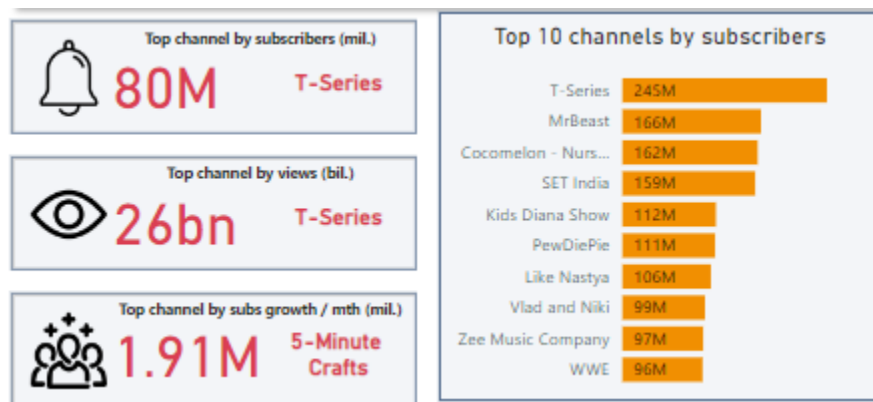 Top channel by subscribers (mil.)
80M
T-Series
Top channel by views (bil.)
26bn
T-Series
Top channel by subs growth / mth (mil.)
1.91M
5-Minute
Crafts
Top 10 channels by subscribers
T-Series 245M
MrBeast 166M
Cocomelon - Nurs... 162M
SET India 159M
Kids Diana Show 112M
PewDiePie 111M
Like Nastya 106M
Vlad and Niki 99M
Zee Music Company 97M
WWE 96M